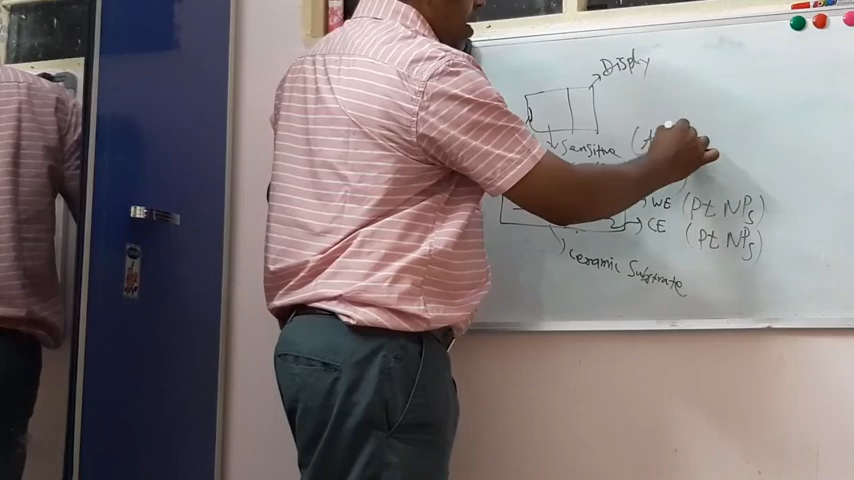 Display
Sensitive
WE (Pt NPs)
CE (Pt NPs)
Ceramic Substrate